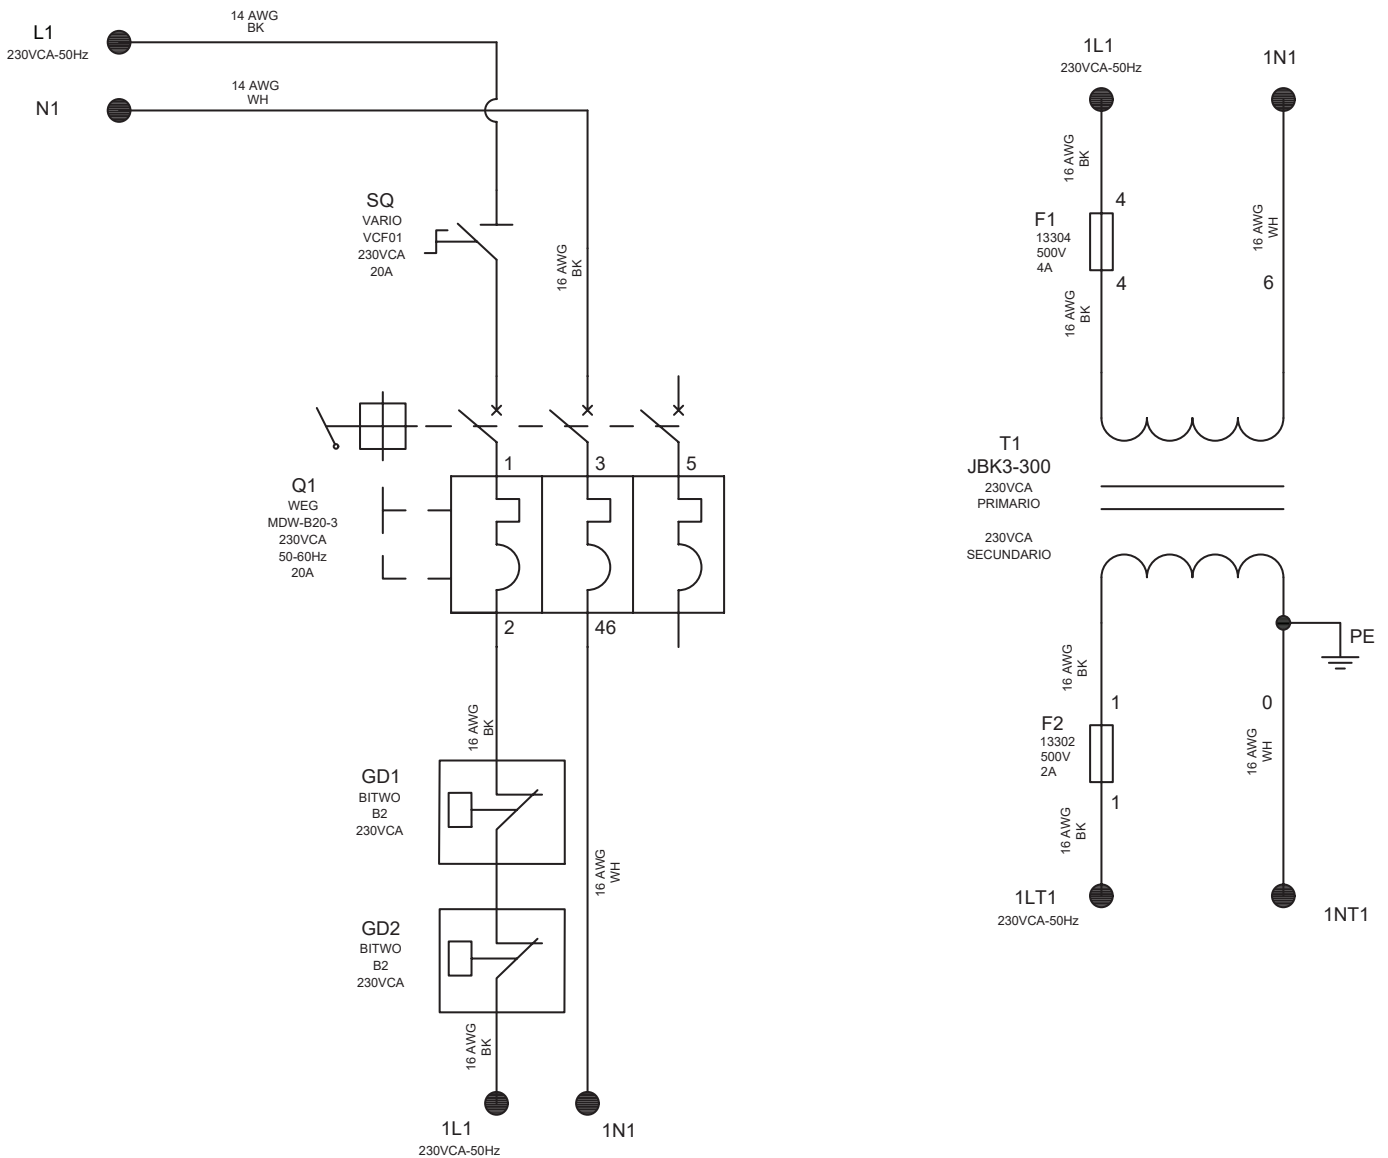 L1
230VCA-50Hz
14 AWG
BK
N1
14 AWG
WH
SQ
VARIO
VCF01
230VCA
20A
16 AWG
BK
Q1
WEG
MDW-B20-3
230VCA
50-60Hz
20A
1
3
5
2
46
16 AWG
BK
GD1
BITWO
B2
230VCA
16 AWG
WH
GD2
BITWO
B2
230VCA
16 AWG
BK
1L1
230VCA-50Hz
1N1
1L1
230VCA-50Hz
1N1
16 AWG
BK
4
F1
13304
500V
4A
4
16 AWG
BK
16 AWG
WH
6
T1
JBK3-300
230VCA
PRIMARIO
230VCA
SECUNDARIO
PE
16 AWG
BK
1
F2
13302
500V
2A
1
16 AWG
BK
0
16 AWG
WH
1LT1
230VCA-50Hz
1NT1